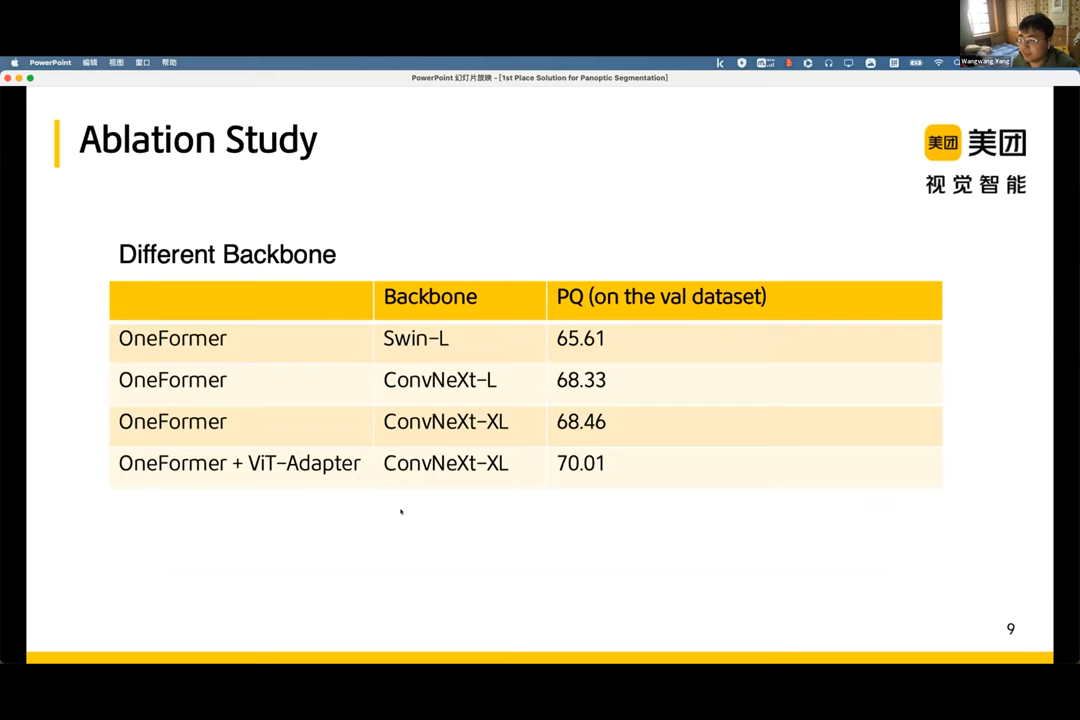 PowerPoint 编辑 视图 窗口 帮助
Wangwang Yang
PowerPoint 幻灯片放映 - [1st Place Solution for Panoptic Segmentation]
Ablation Study
美团 美团
视觉智能
Different Backbone
Backbone PQ (on the val dataset)
OneFormer Swin-L 65.61
OneFormer ConvNeXt-L 68.33
OneFormer ConvNeXt-XL 68.46
OneFormer + ViT-Adapter ConvNeXt-XL 70.01
9